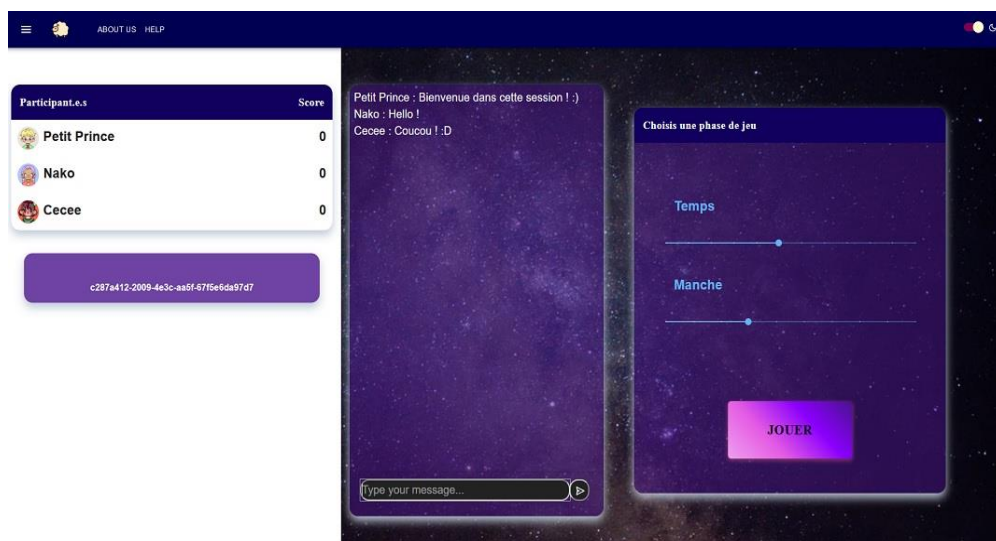 ABOUT US HELP
Participant.e.s Score
Petit Prince 0
Nako 0
Cecee 0
c287a412-2009-4e3c-aa5f-67f5e6da97d7
Petit Prince : Bienvenue dans cette session ! :)
Nako : Hello !
Cecee : Coucou ! :D
Type your message...
Choisis une phase de jeu
Temps
Manche
JOUER